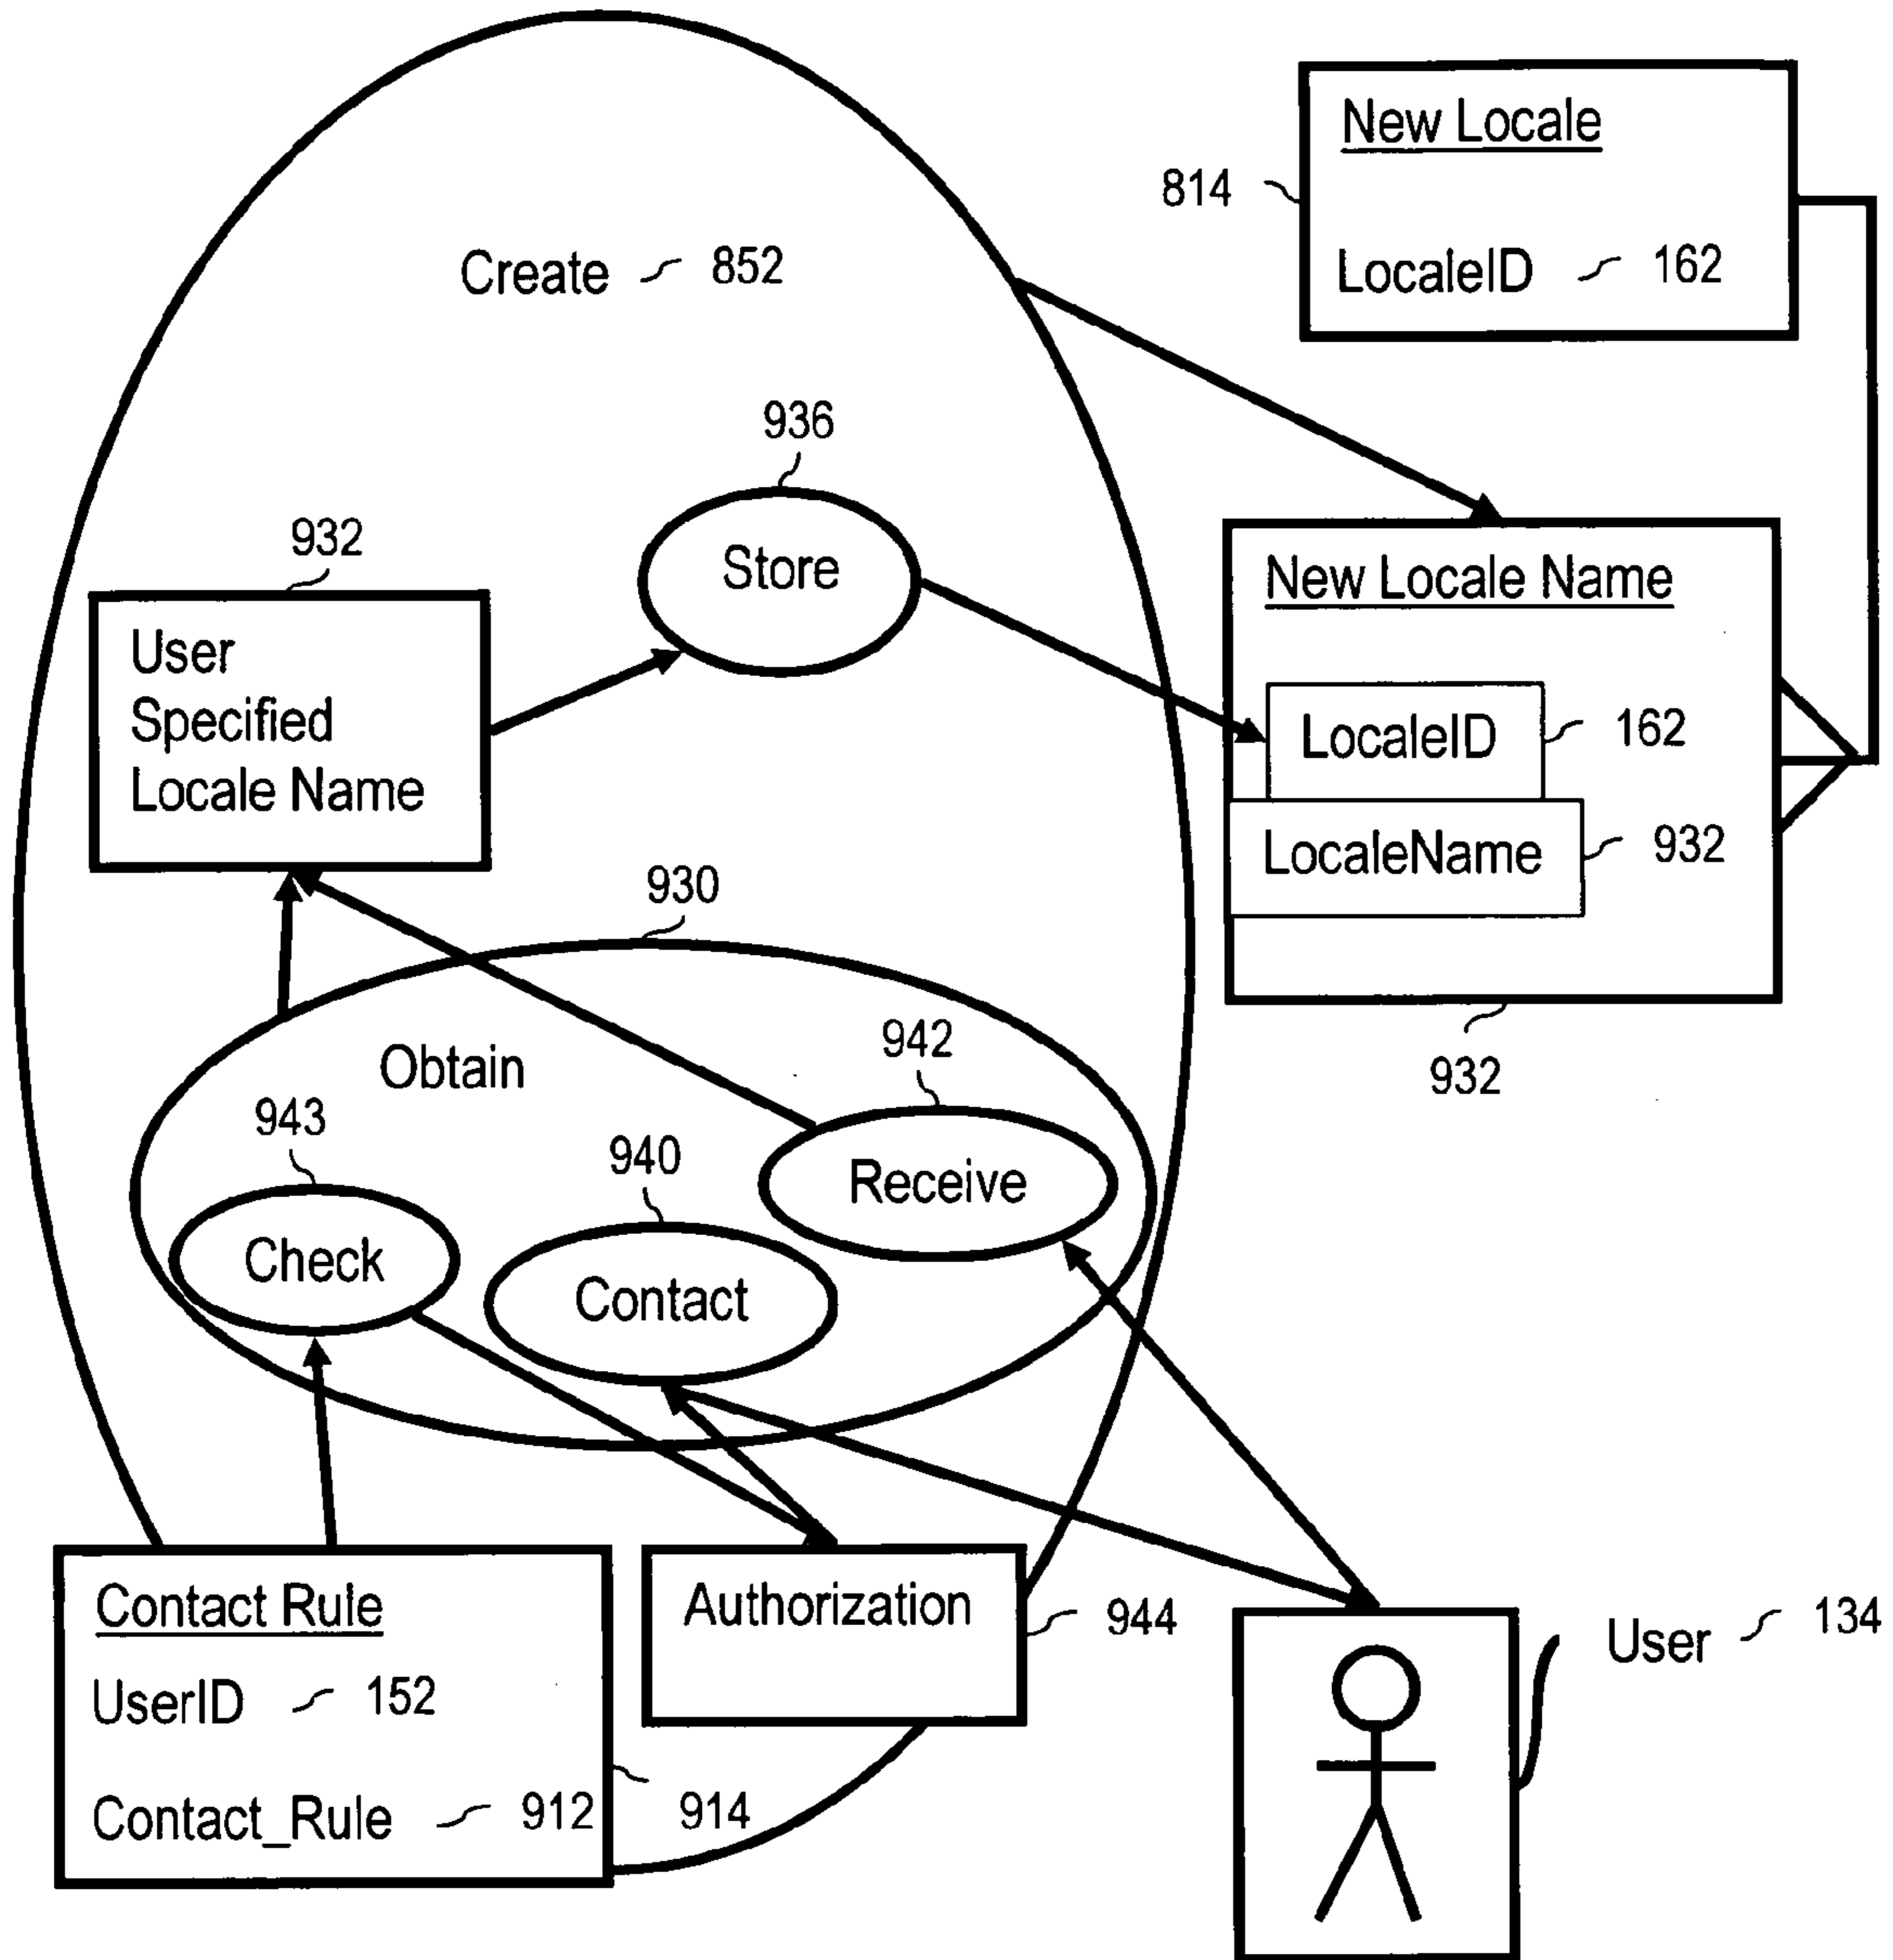 New Locale
814
LocaleID 162
Create 852
936
Store
932
User
Specified
Locale Name
New Locale Name
LocaleID 162
LocaleName 932
932
930
Obtain
942
Receive
943
Check
940
Contact
Contact Rule
UserID 152
Contact_Rule 912
914
Authorization
944
User 134